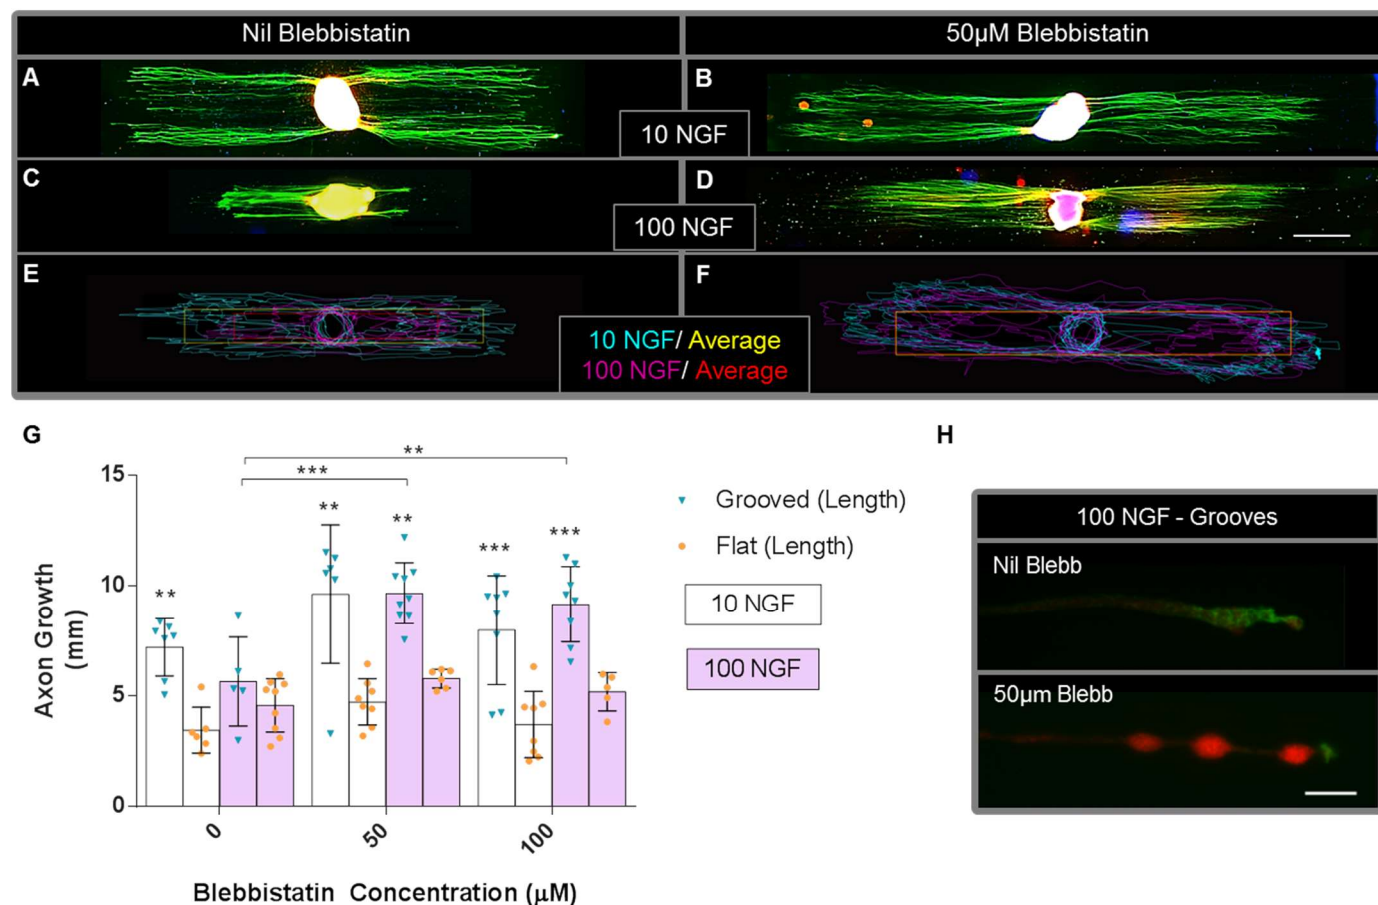 Nil Blebbistatin
50µM Blebbistatin
A
B
10 NGF
C
D
100 NGF
E
F
10 NGF/ Average
100 NGF/ Average
G
H
**
***
15
10
5
0
Axon Growth
(mm)
**
**
**
***
***
0
50
100
Blebbistatin Concentration (µM)
Grooved (Length)
Flat (Length)
10 NGF
100 NGF
100 NGF - Grooves
Nil Blebb
50µm Blebb